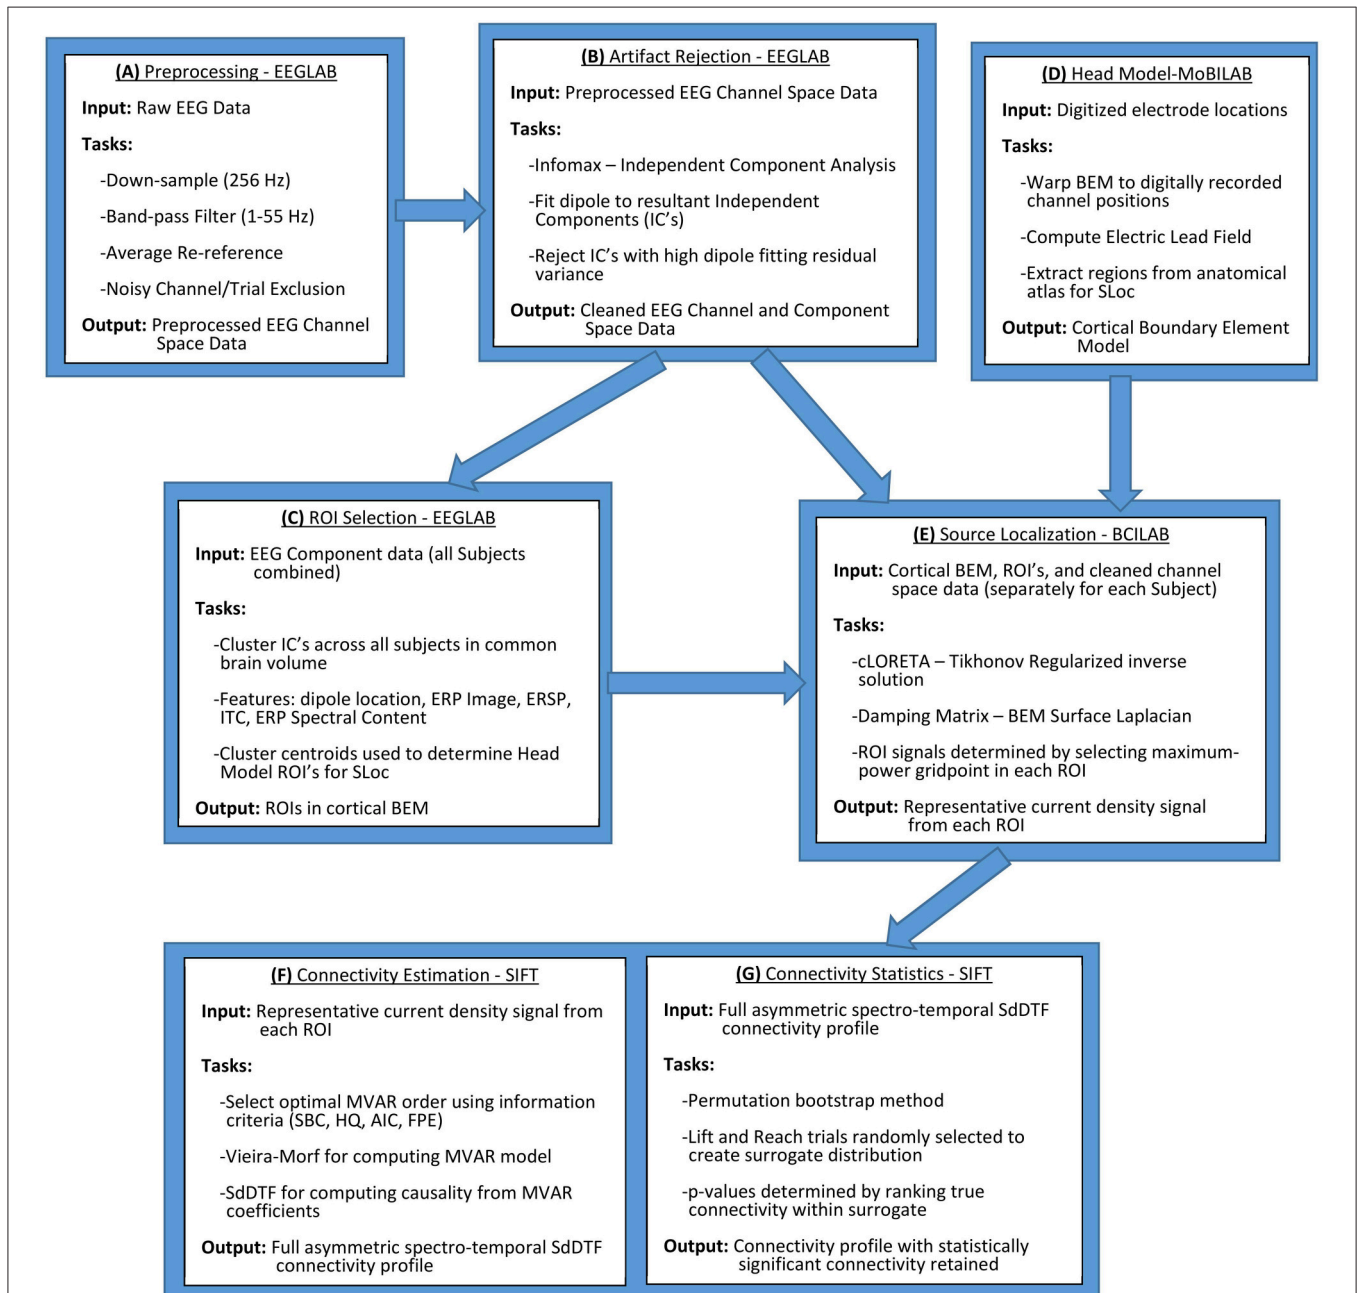 (A) Preprocessing - EEGLAB
Input: Raw EEG Data
Tasks:
-Down-sample (256 Hz)
-Band-pass Filter (1-55 Hz)
-Average Re-reference
-Noisy Channel/Trial Exclusion
Output: Preprocessed EEG Channel
Space Data
(B) Artifact Rejection - EEGLAB
Input: Preprocessed EEG Channel Space Data
Tasks:
-Infomax – Independent Component Analysis
-Fit dipole to resultant Independent
Components (IC's)
-Reject IC's with high dipole fitting residual
variance
Output: Cleaned EEG Channel and Component
Space Data
(D) Head Model-MoBILAB
Input: Digitized electrode locations
Tasks:
-Warp BEM to digitally recorded
channel positions
-Compute Electric Lead Field
-Extract regions from anatomical
atlas for SLoc
Output: Cortical Boundary Element
Model
(C) ROI Selection - EEGLAB
Input: EEG Component data (all Subjects
combined)
Tasks:
-Cluster IC's across all subjects in common
brain volume
-Features: dipole location, ERP Image, ERSP,
ITC, ERP Spectral Content
-Cluster centroids used to determine Head
Model ROI's for SLoc
Output: ROIs in cortical BEM
(E) Source Localization - BCILAB
Input: Cortical BEM, ROI's, and cleaned channel
space data (separately for each Subject)
Tasks:
-cLORETA – Tikhonov Regularized inverse
solution
-Damping Matrix – BEM Surface Laplacian
-ROI signals determined by selecting maximum-
power gridpoint in each ROI
Output: Representative current density signal
from each ROI
(F) Connectivity Estimation - SIFT
Input: Representative current density signal from
each ROI
Tasks:
-Select optimal MVAR order using information
criteria (SBC, HQ, AIC, FPE)
-Vieira-Morf for computing MVAR model
-SdDTF for computing causality from MVAR
coefficients
Output: Full asymmetric spectro-temporal SdDTF
connectivity profile
(G) Connectivity Statistics - SIFT
Input: Full asymmetric spectro-temporal SdDTF
connectivity profile
Tasks:
-Permutation bootstrap method
-Lift and Reach trials randomly selected to
create surrogate distribution
-p-values determined by ranking true
connectivity within surrogate
Output: Connectivity profile with statistically
significant connectivity retained